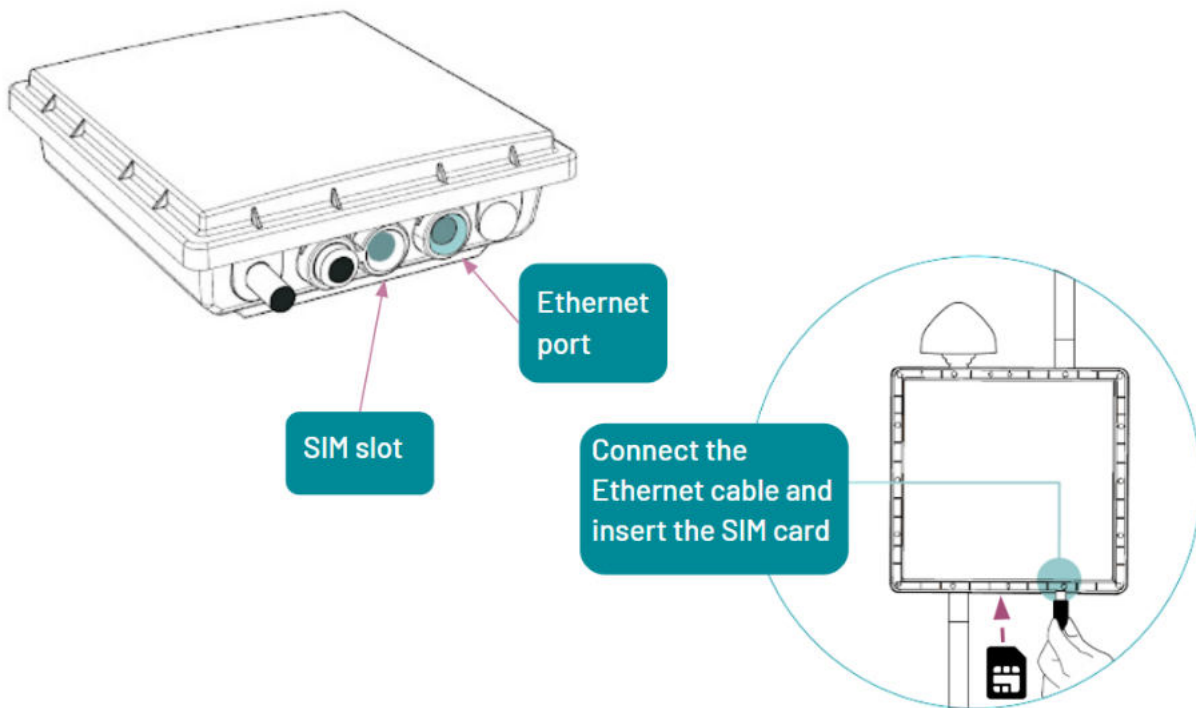 Ethernet
port
SIM slot
Connect the
Ethernet cable and
insert the SIM card